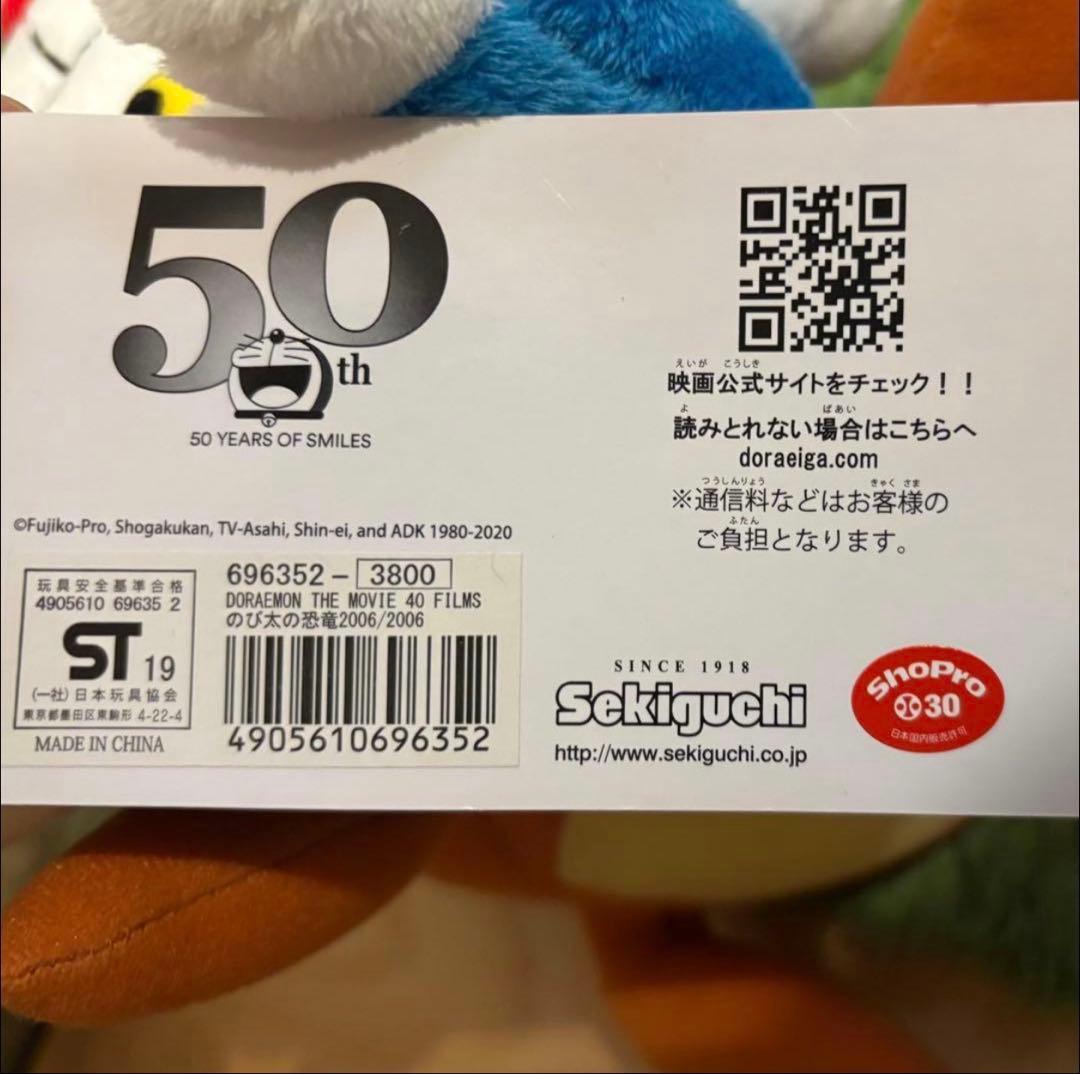 50th
50 YEARS OF SMILES
©Fujiko-Pro, Shogakukan, TV-Asahi, Shin-ei, and ADK 1980-2020
えいが こうしき
映画公式サイトをチェック！！
よ ばあい
読みとれない場合はこちらへ
doraeiga.com
つうしんりょう きゃく さま
※通信料などはお客様の
ふたん
ご負担となります。
玩具安全基準合格
4905610 69635 2
ST 19
(一社)日本玩具協会
東京都墨田区東駒形 4-22-4
MADE IN CHINA
696352- 3800
DORAEMON THE MOVIE 40 FILMS
のび太の恐竜2006/2006
4905610696352
SINCE 1918
Sekiguchi
http://www.sekiguchi.co.jp
ShoPro
30
日本国内販売許可